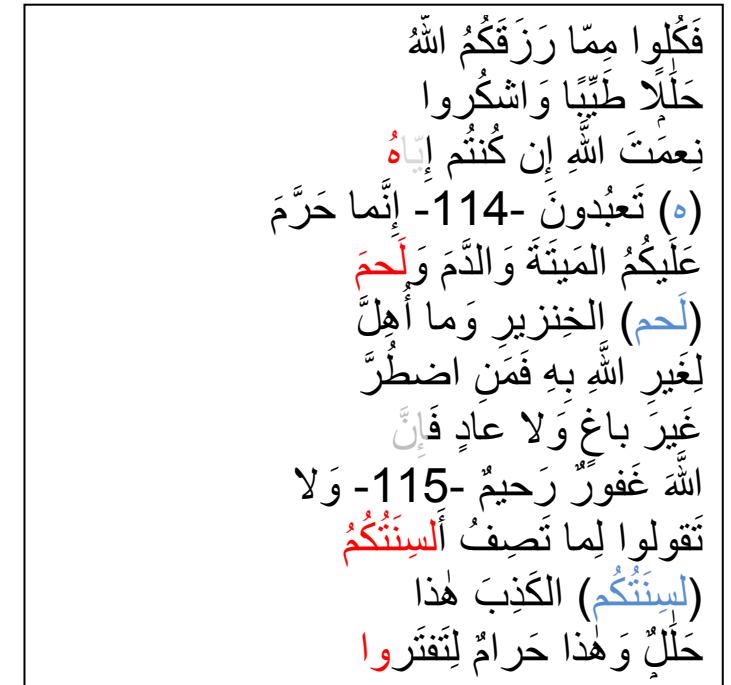 فَكُلوا مِمّا رَزَقَكُمُ اللَّهُ
حَلٰلًا طَيِّبًا وَاشكُروا
نِعمَتَ اللَّهِ إِن كُنتُم إِيّاهُ
(ه) تَعبُدونَ -114- إِنَّما حَرَّمَ
عَلَيكُمُ المَيتَةَ وَالدَّمَ وَلَحمَ
(لَحم) الخِنزيرِ وَما أُهِلَّ
لِغَيرِ اللَّهِ بِهِ فَمَنِ اضطُرَّ
غَيرَ باغٍ وَلا عادٍ فَإِنَّ
اللَّهَ غَفورٌ رَحيمٌ -115- وَلا
تَقولوا لِما تَصِفُ أَلسِنَتُكُمُ
(لسِنَتُكُم) الكَذِبَ هٰذا
حَلٰلٌ وَهٰذا حَرامٌ لِتَفتَروا